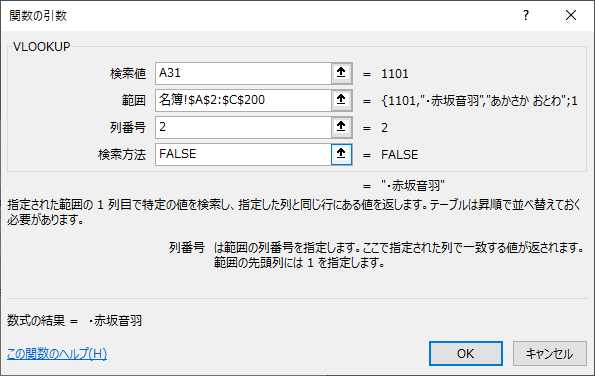 関数の引数
? ×
VLOOKUP
検索値 A31 = 1101
範囲 名簿!$A$2:$C$200 = {1101,"・赤坂音羽","あかさか おとわ";1
列番号 2 = 2
検索方法 FALSE = FALSE
= "・赤坂音羽"
指定された範囲の 1 列目で特定の値を検索し、指定した列と同じ行にある値を返します。テーブルは昇順で並べ替えておく
必要があります。
列番号 は範囲の列番号を指定します。ここで指定された列で一致する値が返されます。
範囲の先頭列には 1 を指定します。
数式の結果 = ・赤坂音羽
この関数のヘルプ(H) OK キャンセル